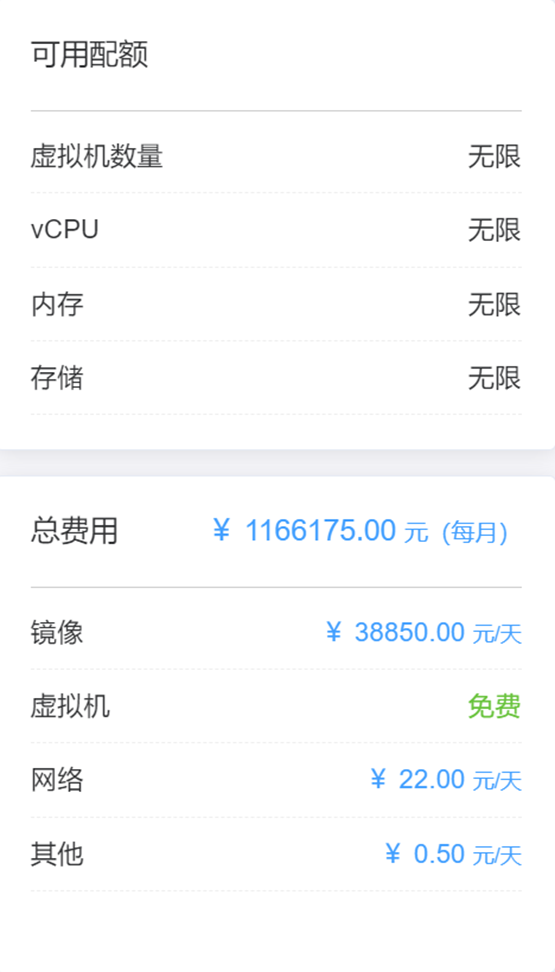 可用配额
虚拟机数量 无限
vCPU 无限
内存 无限
存储 无限
总费用 ¥ 1166175.00 元 (每月)
镜像 ¥ 38850.00 元/天
虚拟机 免费
网络 ¥ 22.00 元/天
其他 ¥ 0.50 元/天